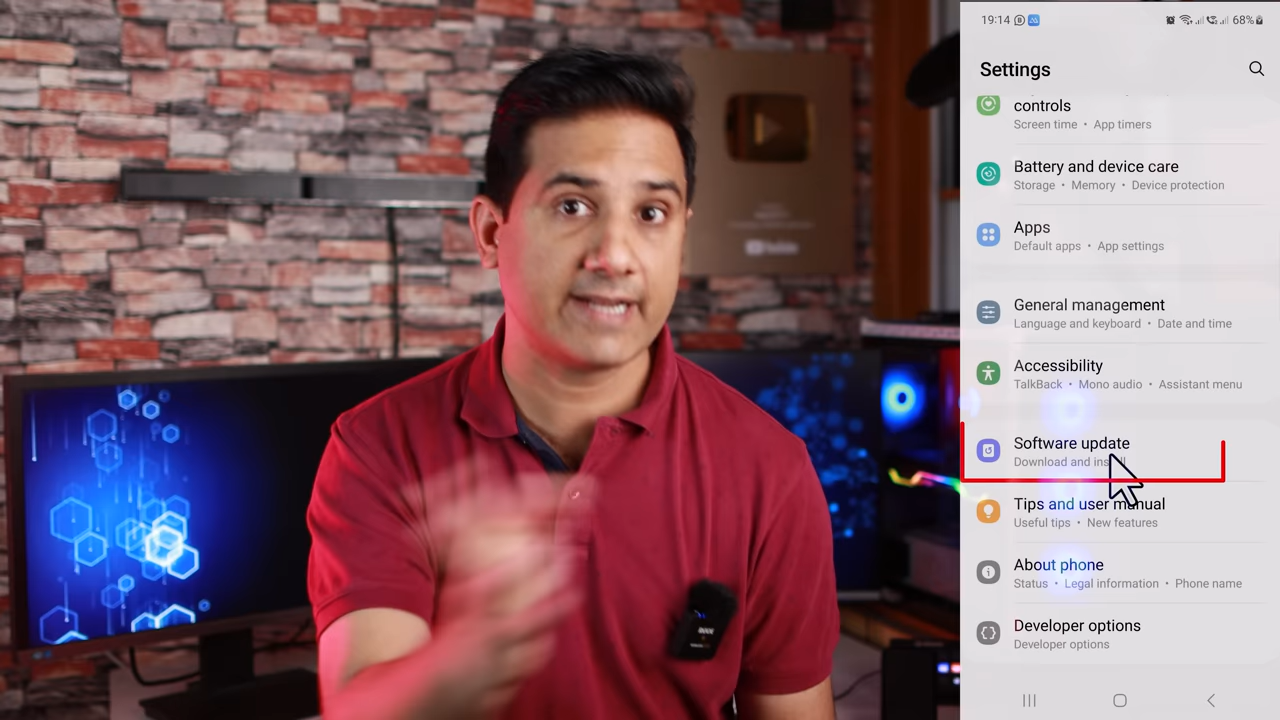 19:14
68%
Settings
controls
Screen time • App timers
Battery and device care
Storage • Memory • Device protection
Apps
Default apps • App settings
General management
Language and keyboard • Date and time
Accessibility
TalkBack • Mono audio • Assistant menu
Software update
Download and install
Tips and user manual
Useful tips • New features
About phone
Status • Legal information • Phone name
Developer options
Developer options